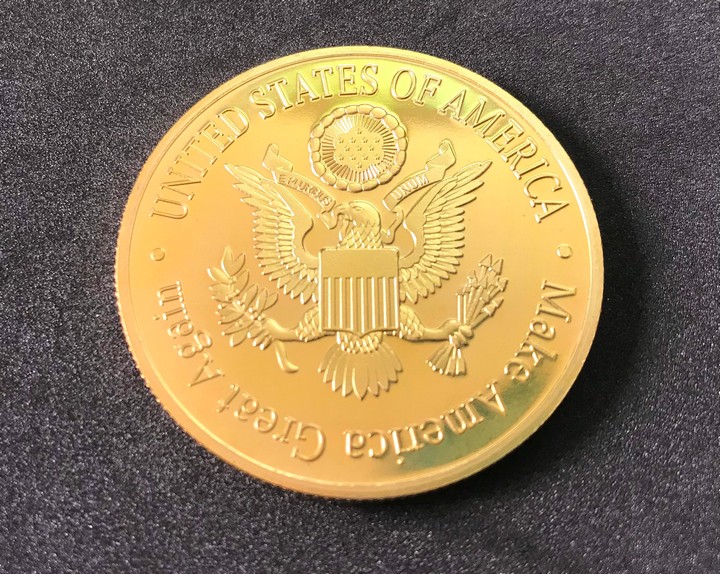 UNITED STATES OF AMERICA
E PLURIBUS UNUM
• Make America Great Again •